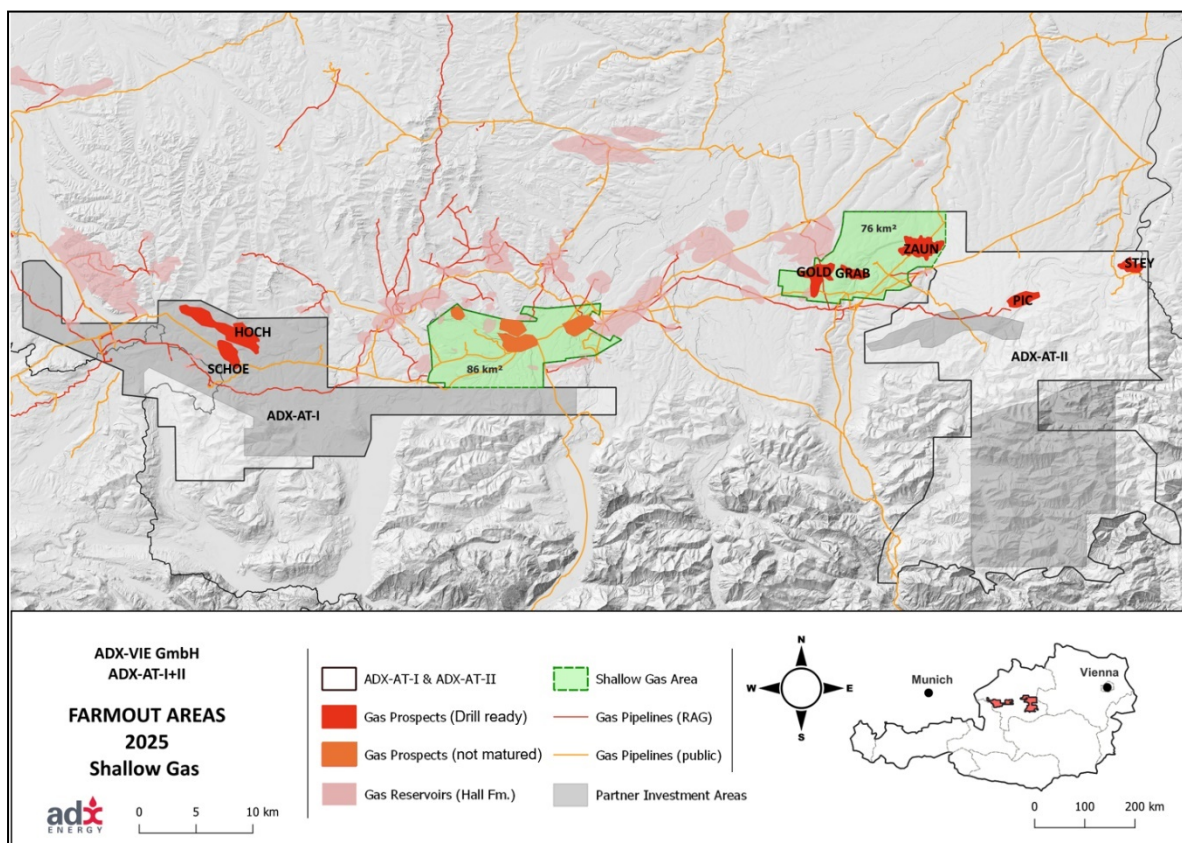 76 km²
ZAUN
GOLD GRAB
STEY
PIC
HOCH
SCHOE
86 km²
ADX-AT-II
ADX-AT-I
ADX-VIE GmbH
ADX-AT-I+II
FARMOUT AREAS
2025
Shallow Gas
adx
ENERGY
0 5 10 km
ADX-AT-I & ADX-AT-II
Gas Prospects (Drill ready)
Gas Prospects (not matured)
Gas Reservoirs (Hall Fm.)
Shallow Gas Area
Gas Pipelines (RAG)
Gas Pipelines (public)
Partner Investment Areas
N
W E
S
Munich
Vienna
0 100 200 km